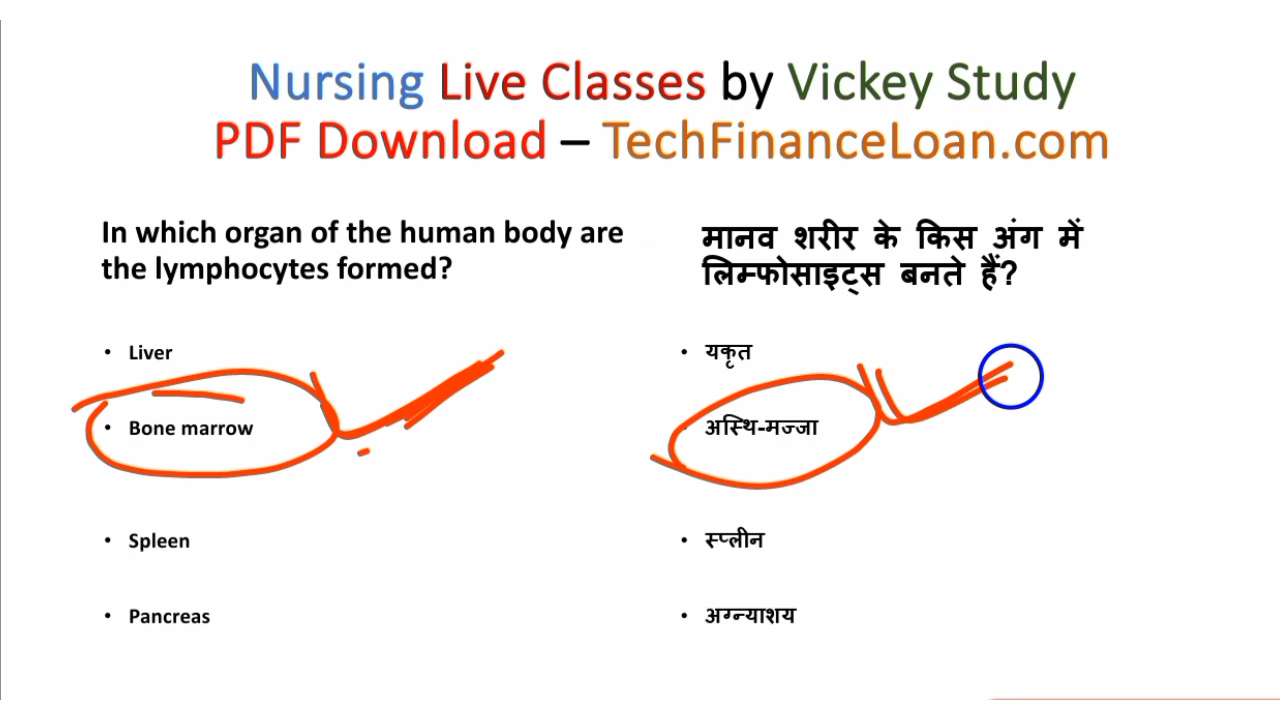 Nursing Live Classes by Vickey Study
PDF Download – TechFinanceLoan.com
In which organ of the human body are
the lymphocytes formed?
• Liver
• Bone marrow
• Spleen
• Pancreas
मानव शरीर के किस अंग में
लिम्फोसाइट्स बनते हैं?
• यकृत
• अस्थि-मज्जा
• स्प्लीन
• अग्न्याशय